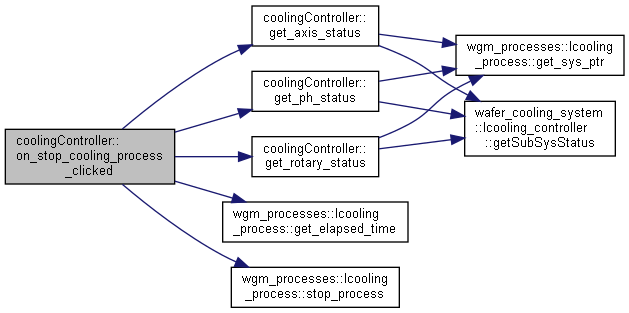 coolingController::
get_axis_status
wgm_processes::Icooling
_process::get_sys_ptr
coolingController::
get_ph_status
wafer_cooling_system
::Icooling_controller
::getSubSysStatus
coolingController::
on_stop_cooling_process
_clicked
coolingController::
get_rotary_status
wgm_processes::Icooling
_process::get_elapsed_time
wgm_processes::Icooling
_process::stop_process